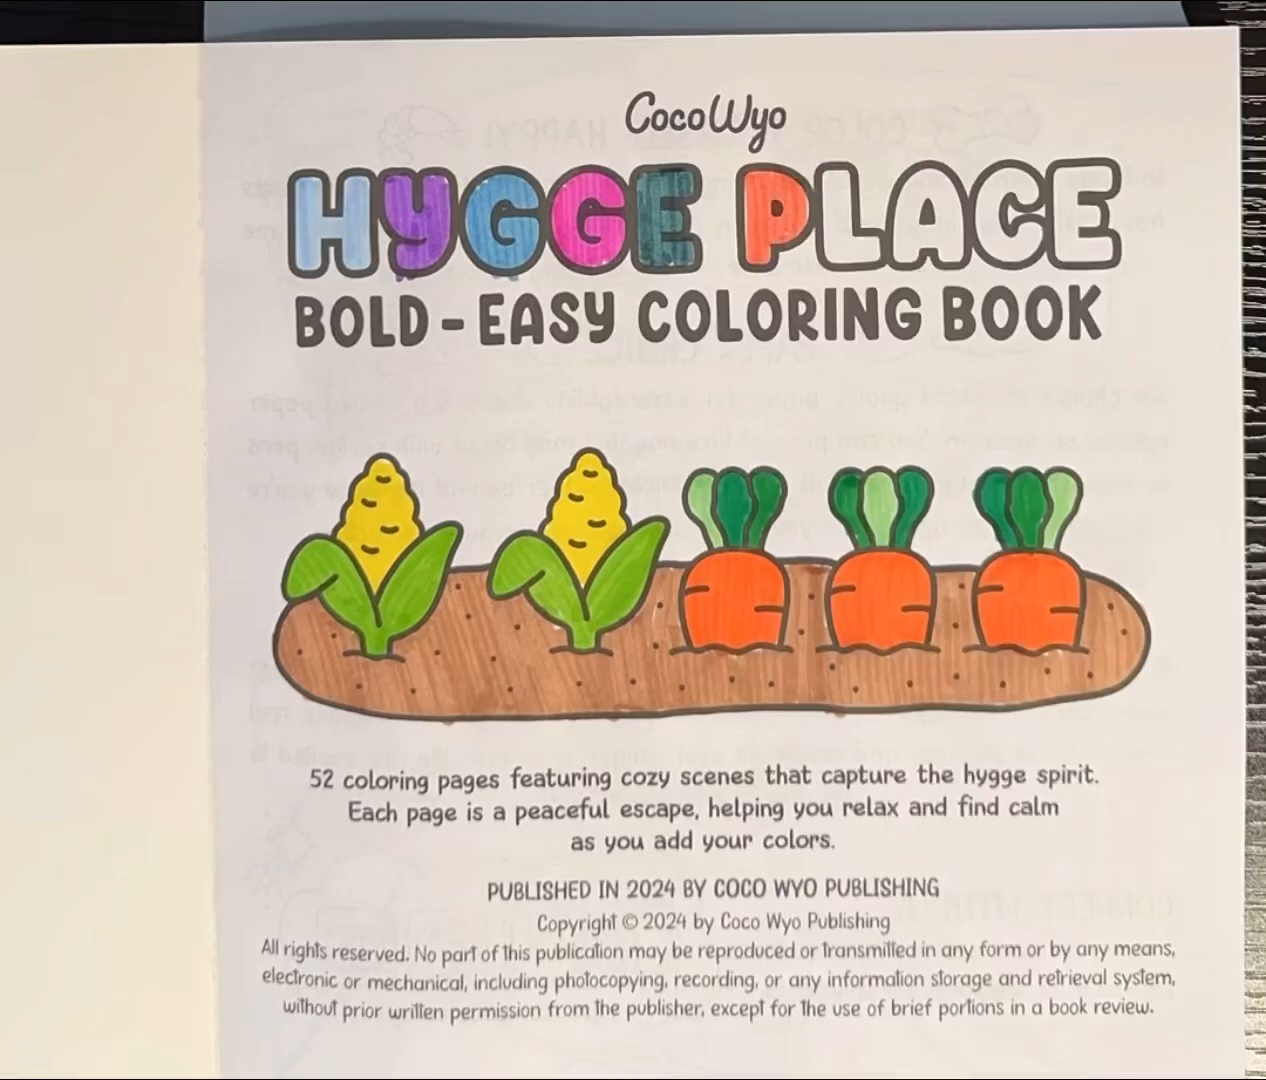 Coco Wyo
HYGGE PLACE
BOLD - EASY COLORING BOOK
52 coloring pages featuring cozy scenes that capture the hygge spirit.
Each page is a peaceful escape, helping you relax and find calm
as you add your colors.
PUBLISHED IN 2024 BY COCO WYO PUBLISHING
Copyright © 2024 by Coco Wyo Publishing
All rights reserved. No part of this publication may be reproduced or transmitted in any form or by any means,
electronic or mechanical, including photocopying, recording, or any information storage and retrieval system,
without prior written permission from the publisher, except for the use of brief portions in a book review.